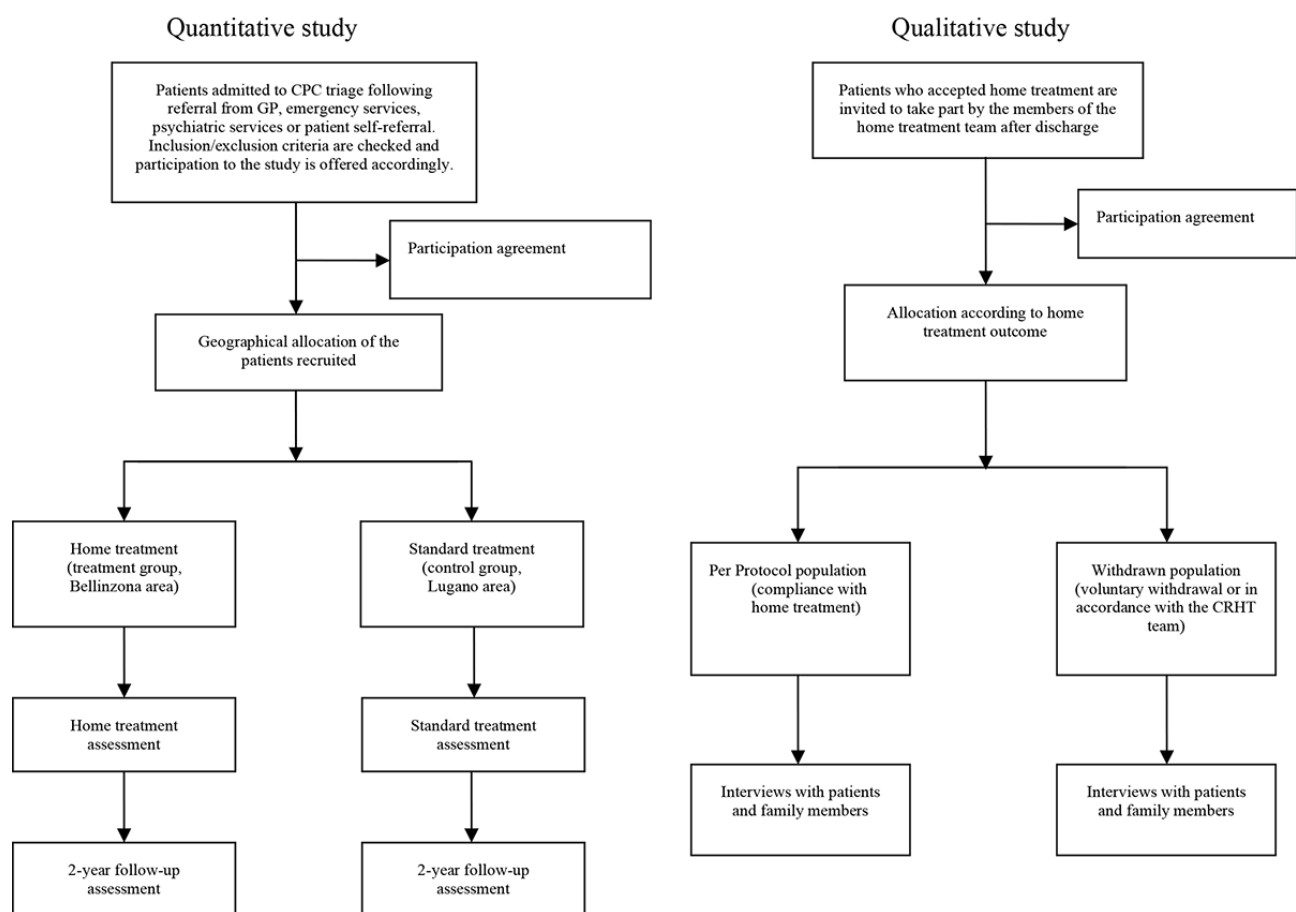 Quantitative study
Patients admitted to CPC triage following
referral from GP, emergency services,
psychiatric services or patient self-referral.
Inclusion/exclusion criteria are checked and
participation to the study is offered accordingly.
Participation agreement
Geographical allocation of the
patients recruited
Home treatment
(treatment group,
Bellinzona area)
Standard treatment
(control group,
Lugano area)
Home treatment
assessment
Standard treatment
assessment
2-year follow-up
assessment
2-year follow-up
assessment
Qualitative study
Patients who accepted home treatment are
invited to take part by the members of
the home treatment team after discharge
Participation agreement
Allocation according to home
treatment outcome
Per Protocol population
(compliance with
home treatment)
Withdrawn population
(voluntary withdrawal or in
accordance with the CRHT
team)
Interviews with patients
and family members
Interviews with patients
and family members